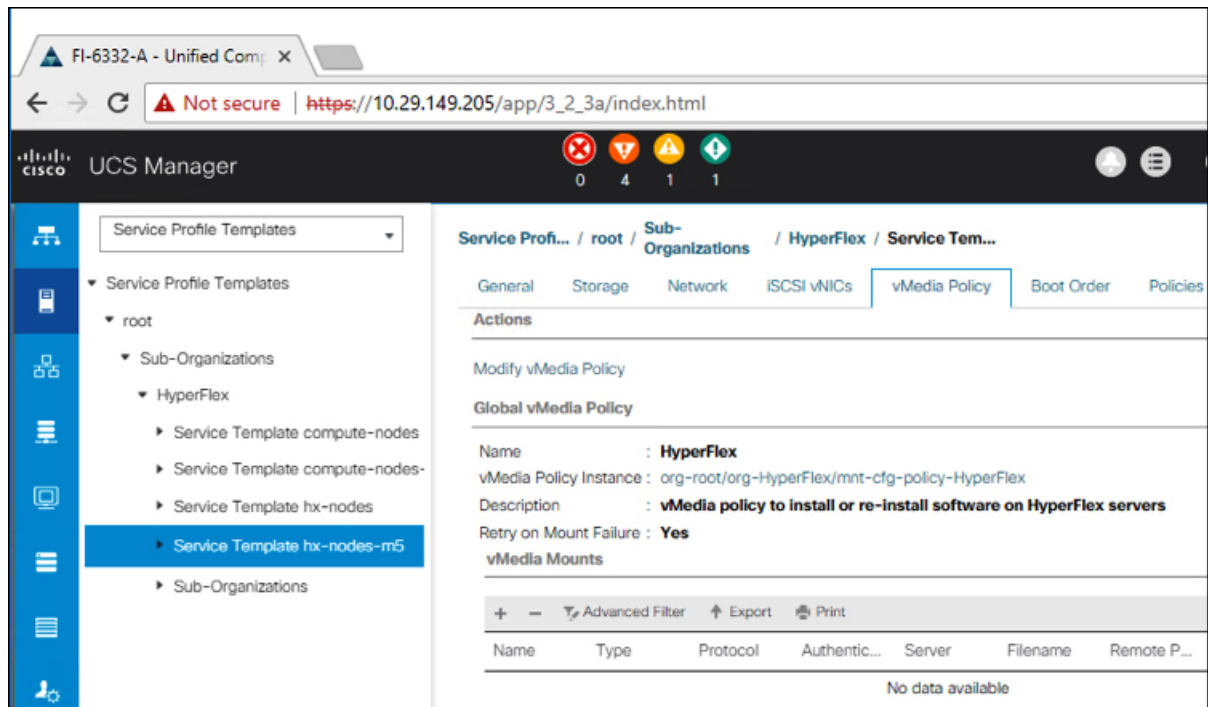 FI-6332-A - Unified Comp
Not secure | https://10.29.149.205/app/3_2_3a/index.html
cisco UCS Manager
0 4 1 1
Service Profile Templates
Service Profile Templates
root
Sub-Organizations
HyperFlex
Service Template compute-nodes
Service Template compute-nodes-
Service Template hx-nodes
Service Template hx-nodes-m5
Sub-Organizations
Service Profi... / root / Sub-Organizations / HyperFlex / Service Tem...
General Storage Network iSCSI vNICs vMedia Policy Boot Order Policies
Actions
Modify vMedia Policy
Global vMedia Policy
Name : HyperFlex
vMedia Policy Instance : org-root/org-HyperFlex/mnt-cfg-policy-HyperFlex
Description : vMedia policy to install or re-install software on HyperFlex servers
Retry on Mount Failure : Yes
vMedia Mounts
+ − Advanced Filter Export Print
Name Type Protocol Authentic... Server Filename Remote P...
No data available